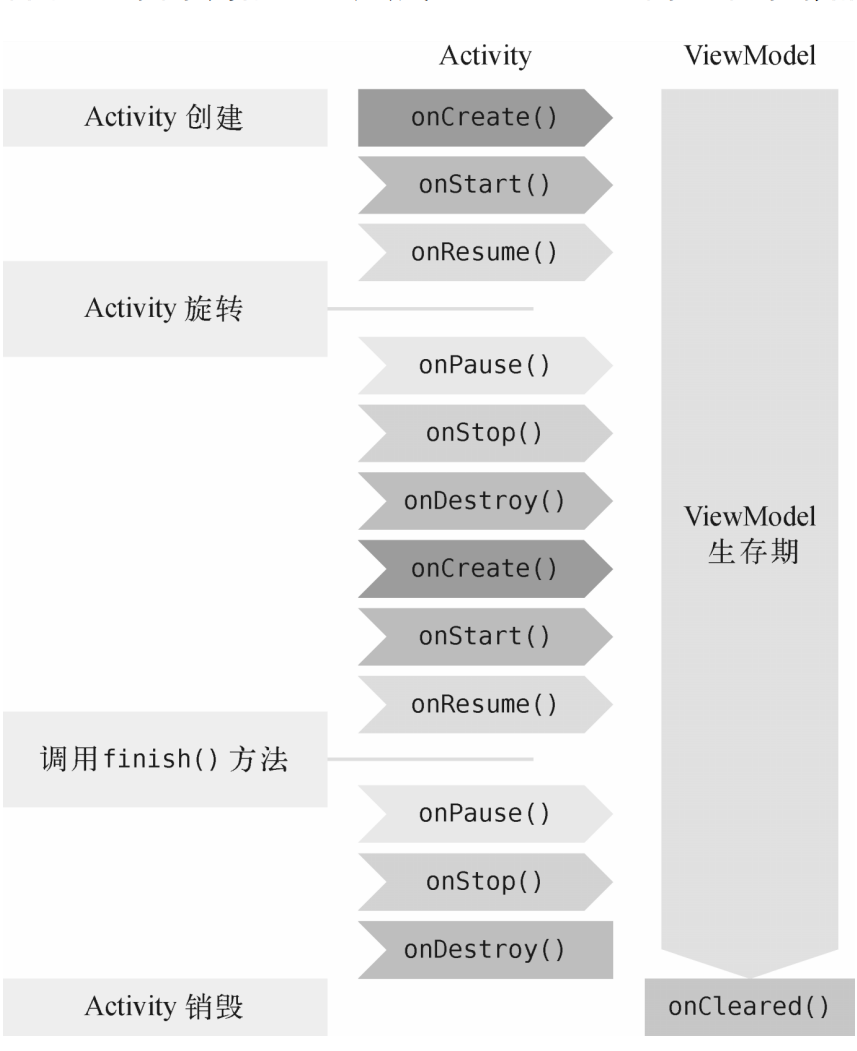 Activity
ViewModel
Activity 创建
onCreate()
onStart()
onResume()
Activity 旋转
onPause()
onStop()
onDestroy()
onCreate()
ViewModel
生存期
onStart()
onResume()
调用finish() 方法
onPause()
onStop()
onDestroy()
Activity 销毁
onCleared()